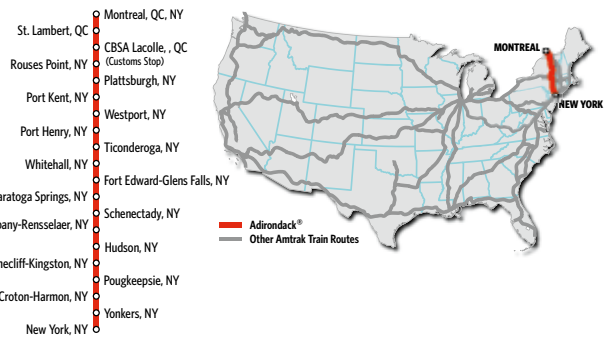 Montreal, QC, NY
St. Lambert, QC
CBSA Lacolle, , QC
(Customs Stop)
Rouses Point, NY
Plattsburgh, NY
Port Kent, NY
Westport, NY
Port Henry, NY
Ticonderoga, NY
Whitehall, NY
Fort Edward-Glens Falls, NY
aratoga Springs, NY
Schenectady, NY
bany-Rensselaer, NY
Hudson, NY
necliff-Kingston, NY
Pougkeepsie, NY
Croton-Harmon, NY
Yonkers, NY
New York, NY
MONTREAL
NEW YORK
Adirondack®
Other Amtrak Train Routes